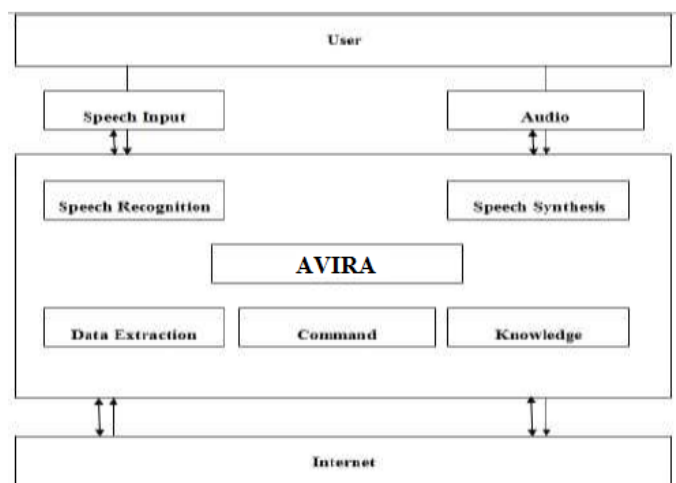 User
Speech Input
Audio
Speech Recognition
Speech Synthesis
AVIRA
Data Extraction
Command
Knowledge
Internet